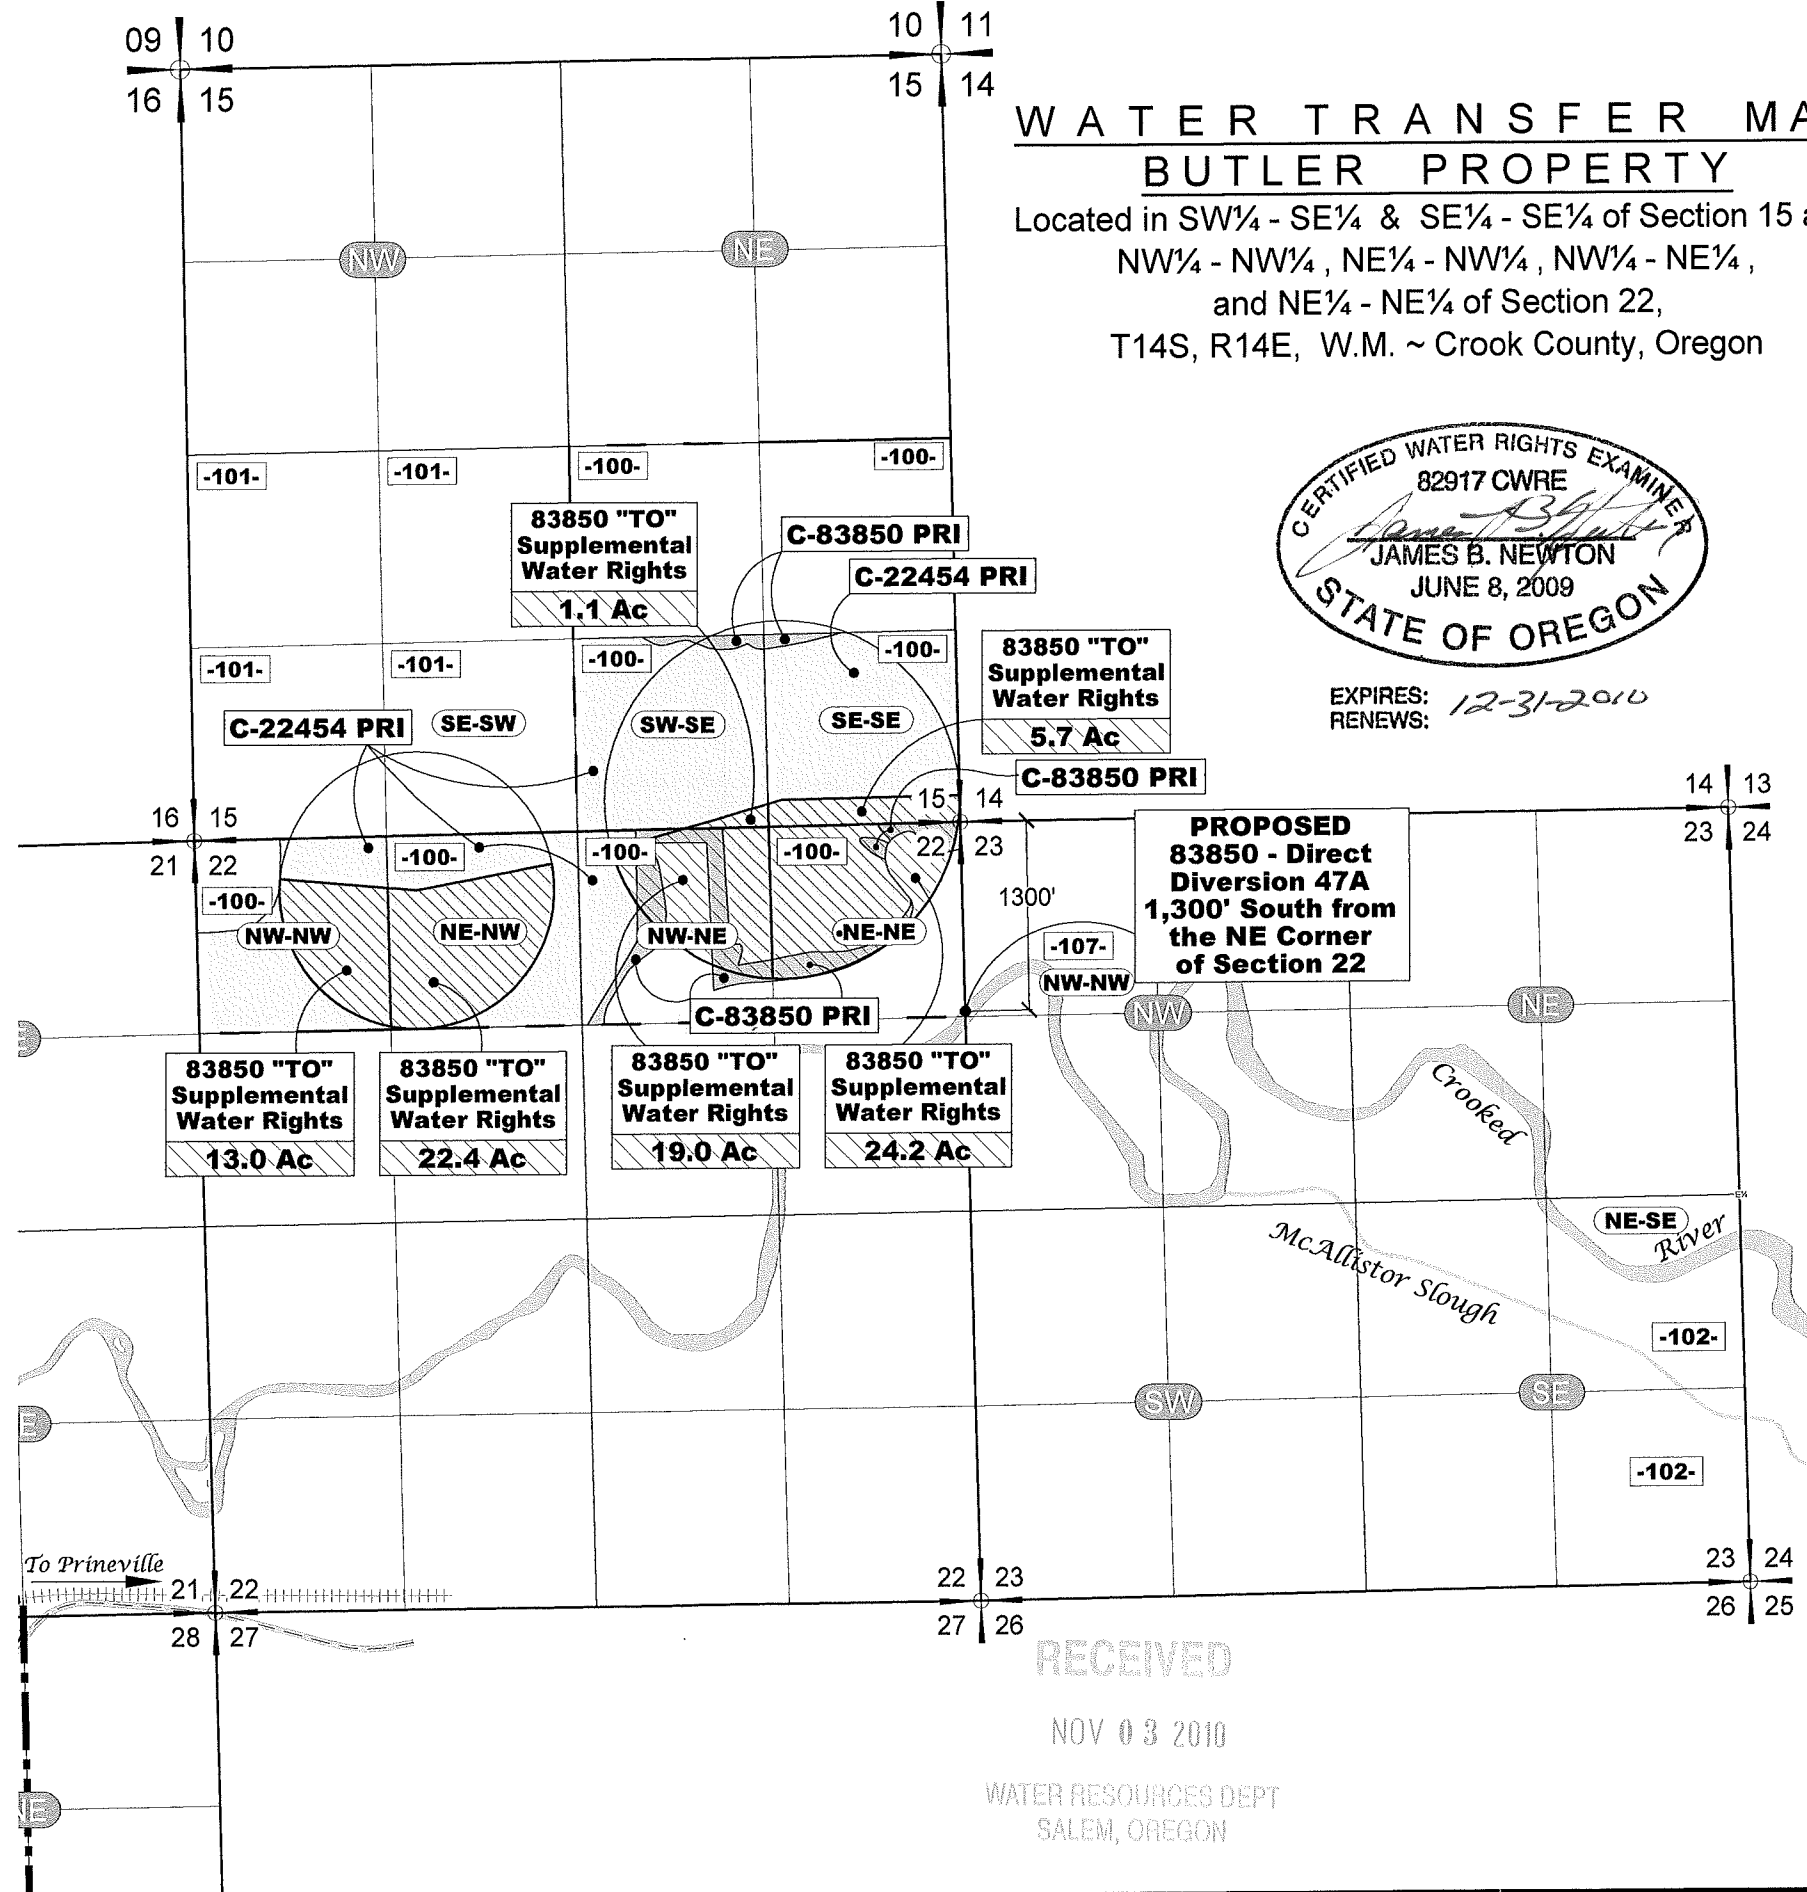 09 10
16 15
10 11
15 14
WATER TRANSFER MA
BUTLER PROPERTY
Located in SW¼ - SE¼ & SE¼ - SE¼ of Section 15 a
NW¼ - NW¼ , NE¼ - NW¼ , NW¼ - NE¼ ,
and NE¼ - NE¼ of Section 22,
T14S, R14E, W.M. ~ Crook County, Oregon
NW
NE
CERTIFIED WATER RIGHTS EXAMINER
82917 CWRE
JAMES B. NEWTON
JUNE 8, 2009
STATE OF OREGON
EXPIRES: 12-31-2010
RENEWS:
-101-
-101-
-100-
-100-
83850 "TO"
Supplemental
Water Rights
1.1 Ac
C-83850 PRI
C-22454 PRI
-101-
-101-
-100-
-100-
83850 "TO"
Supplemental
Water Rights
5.7 Ac
C-22454 PRI
SE-SW
SW-SE
SE-SE
C-83850 PRI
16 15
21 22
15 14
22 23
14 13
23 24
-100-
-100-
-100-
-100-
1300'
PROPOSED
83850 - Direct
Diversion 47A
1,300' South from
the NE Corner
of Section 22
NW-NW
NE-NW
NW-NE
NE-NE
-107-
NW-NW
NW
NE
C-83850 PRI
E
83850 "TO"
Supplemental
Water Rights
13.0 Ac
83850 "TO"
Supplemental
Water Rights
22.4 Ac
83850 "TO"
Supplemental
Water Rights
19.0 Ac
83850 "TO"
Supplemental
Water Rights
24.2 Ac
Crooked
River
E¼
NE-SE
McAllistor Slough
-102-
E
SW
SE
-102-
To Prineville
21 22
28 27
22 23
27 26
23 24
26 25
RECEIVED
NOV 03 2010
WATER RESOURCES DEPT
SALEM, OREGON
NE